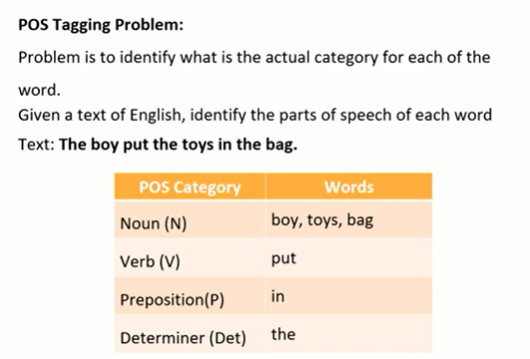 POS Tagging Problem:
Problem is to identify what is the actual category for each of the
word.
Given a text of English, identify the parts of speech of each word
Text: The boy put the toys in the bag.
POS Category Words
Noun (N) boy, toys, bag
Verb (V) put
Preposition(P) in
Determiner (Det) the